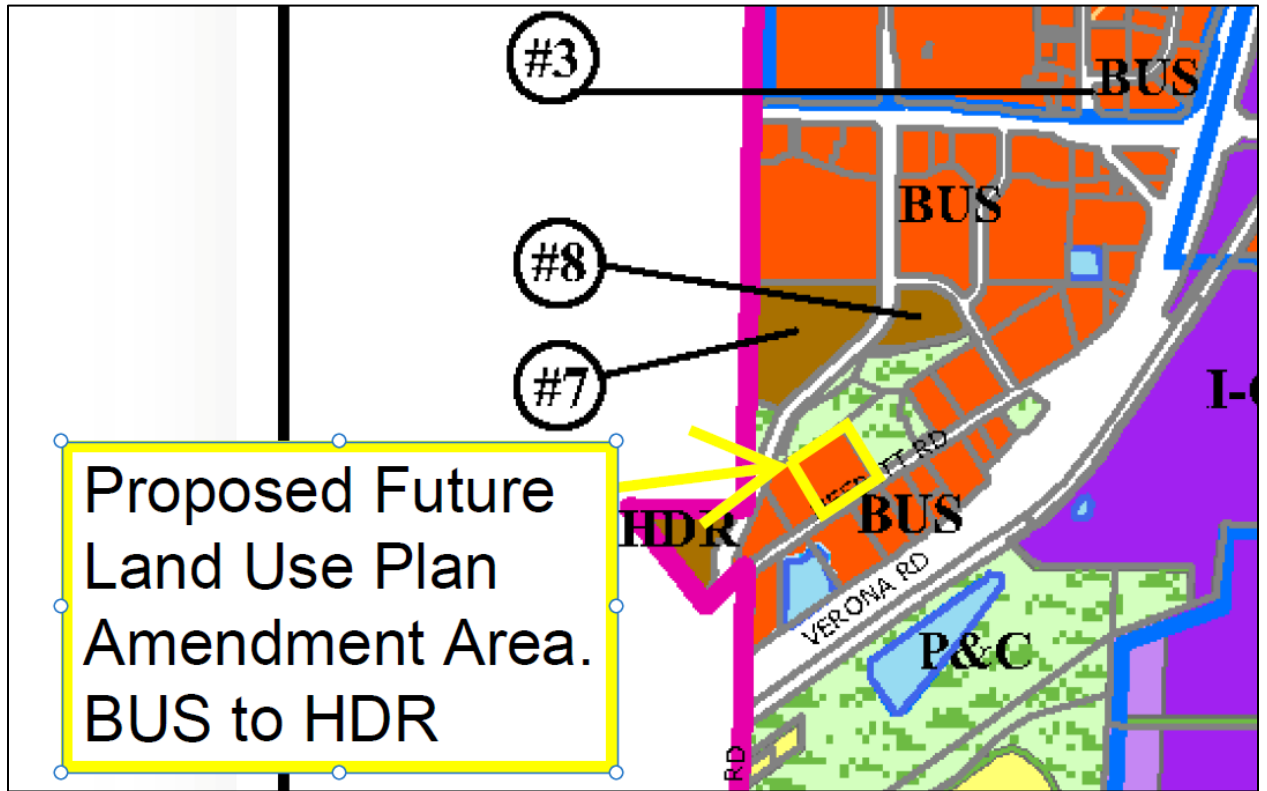 #3
BUS
BUS
#8
#7
I-
HDR
BUS
VERONA RD
P&C
RD
Proposed Future
Land Use Plan
Amendment Area.
BUS to HDR